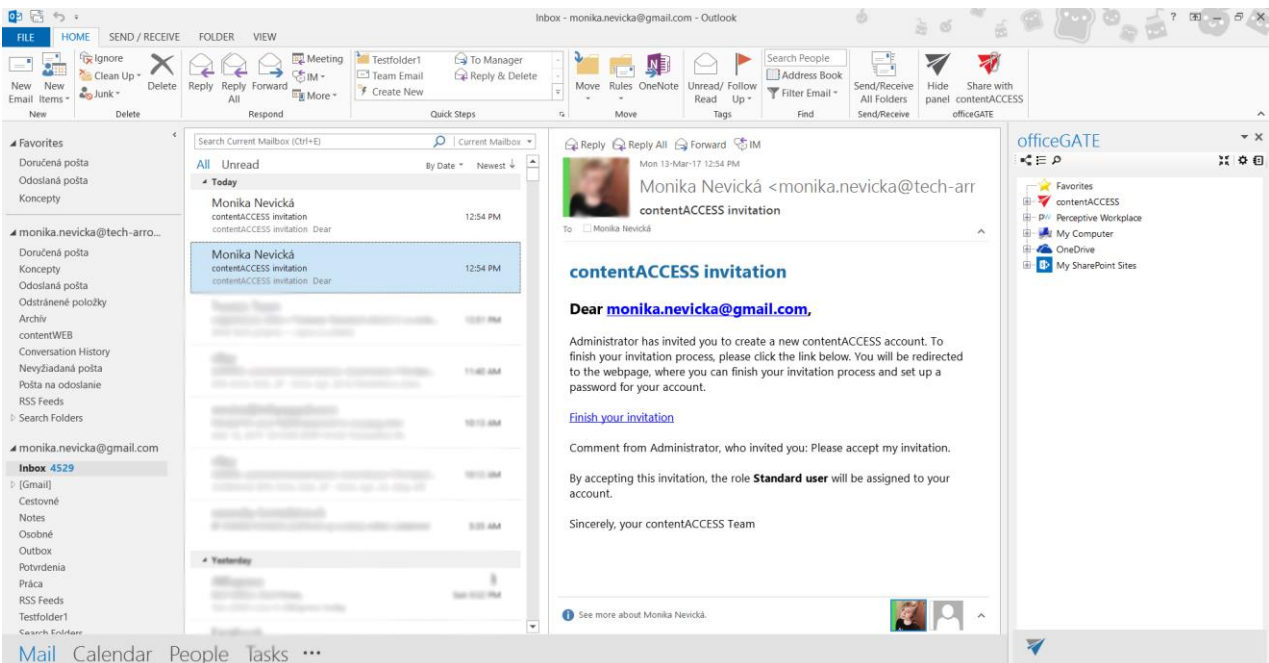 Inbox - monika.nevicka@gmail.com - Outlook
FILE HOME SEND / RECEIVE FOLDER VIEW
New Email
New Items
New
Ignore
Clean Up
Junk
Delete
Delete
Reply
Reply All
Forward
Meeting
IM
More
Respond
Testfolder1
Team Email
Create New
To Manager
Reply & Delete
Quick Steps
Move
Rules
OneNote
Move
Unread/ Read
Follow Up
Tags
Search People
Address Book
Filter Email
Find
Send/Receive All Folders
Send/Receive
Hide panel
Share with contentACCESS
officeGATE
Favorites
Doručená pošta
Odoslaná pošta
Koncepty
monika.nevicka@tech-arro...
Doručená pošta
Koncepty
Odoslaná pošta
Odstránené položky
Archív
contentWEB
Conversation History
Nevyžiadaná pošta
Pošta na odoslanie
RSS Feeds
Search Folders
monika.nevicka@gmail.com
Inbox 4529
[Gmail]
Cestovné
Notes
Osobné
Outbox
Potvrdenia
Práca
RSS Feeds
Testfolder1
Search Folders
Search Current Mailbox (Ctrl+E) Current Mailbox
All Unread By Date Newest
Today
Monika Nevická
contentACCESS invitation 12:54 PM
contentACCESS invitation Dear
Monika Nevická
contentACCESS invitation 12:54 PM
contentACCESS invitation Dear
Yesterday
Reply Reply All Forward IM
Mon 13-Mar-17 12:54 PM
Monika Nevická <monika.nevicka@tech-arr
contentACCESS invitation
To Monika Nevická
contentACCESS invitation
Dear monika.nevicka@gmail.com,
Administrator has invited you to create a new contentACCESS account. To
finish your invitation process, please click the link below. You will be redirected
to the webpage, where you can finish your invitation process and set up a
password for your account.
Finish your invitation
Comment from Administrator, who invited you: Please accept my invitation.
By accepting this invitation, the role Standard user will be assigned to your
account.
Sincerely, your contentACCESS Team
See more about Monika Nevická.
officeGATE
Favorites
contentACCESS
Perceptive Workplace
My Computer
OneDrive
My SharePoint Sites
Mail Calendar People Tasks